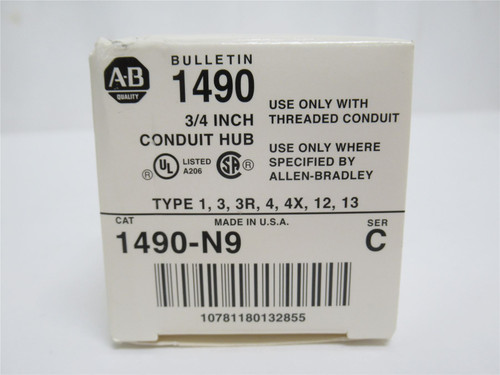 A-B
QUALITY
BULLETIN
1490
3/4 INCH
CONDUIT HUB
USE ONLY WITH
THREADED CONDUIT
® UL LISTED
A206
SA ®
USE ONLY WHERE
SPECIFIED BY
ALLEN-BRADLEY
TYPE 1, 3, 3R, 4, 4X, 12, 13
CAT
MADE IN U.S.A.
SER
1490-N9
C
10781180132855